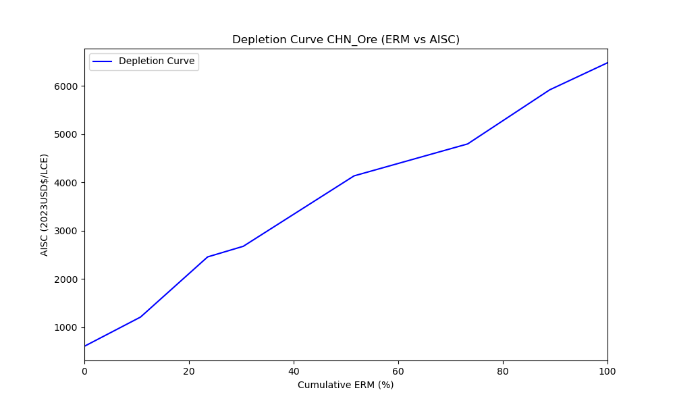 Depletion Curve CHN_Ore (ERM vs AISC)
Depletion Curve
AISC (2023USD$/LCE)
6000
5000
4000
3000
2000
1000
0 20 40 60 80 100
Cumulative ERM (%)